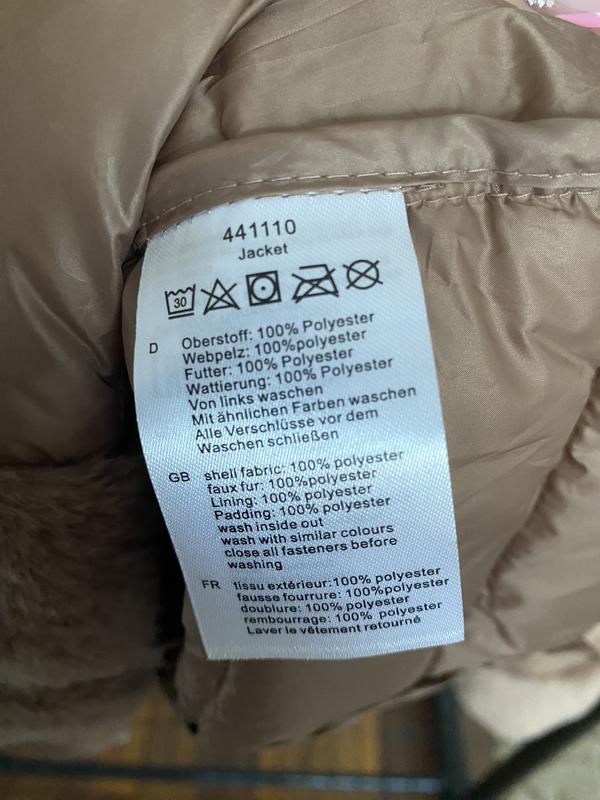 441110
Jacket
30
D
Oberstoff: 100% Polyester
Webpelz: 100%polyester
Futter: 100% Polyester
Wattierung: 100% Polyester
Von links waschen
Mit ähnlichen Farben waschen
Alle Verschlüsse vor dem
Waschen schließen
GB
shell fabric: 100% polyester
faux fur: 100%polyester
Lining: 100% polyester
Padding: 100% polyester
wash inside out
wash with similar colours
close all fasteners before
washing
FR
tissu extérieur:100% polyester
fausse fourrure: 100%polyester
doublure: 100% polyester
rembourrage: 100% polyester
Laver le vêtement retourné